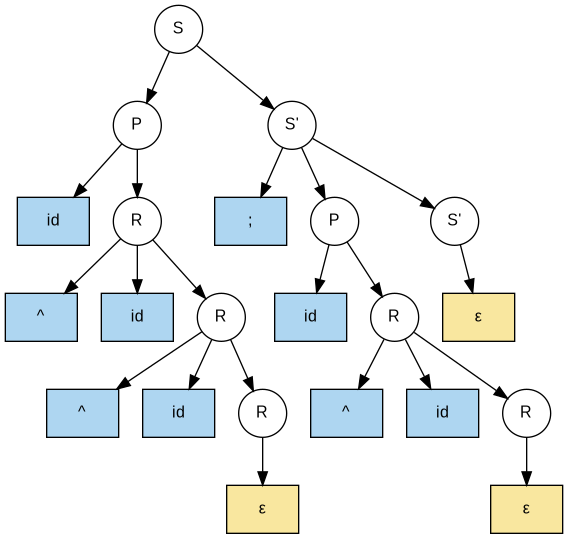 S
P S'
id R ; P S'
^ id R id R ε
^ id R ^ id R
ε ε